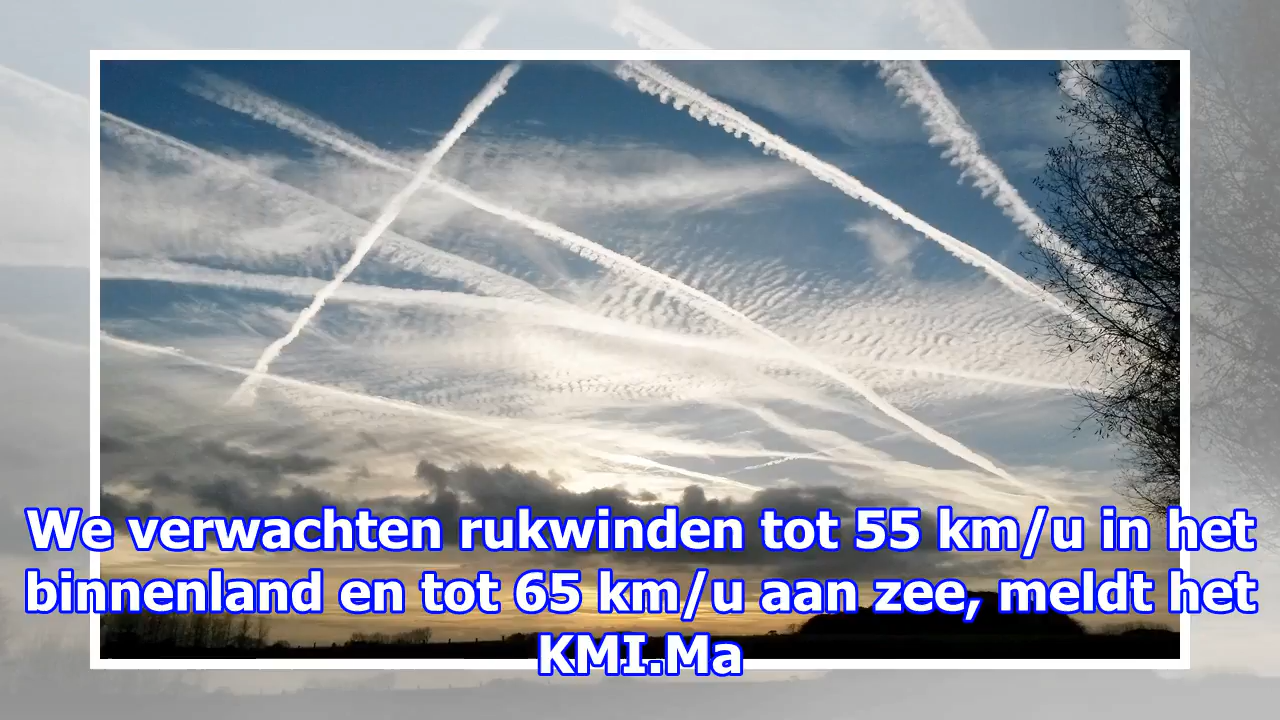 We verwachten rukwinden tot 55 km/u in het
binnenland en tot 65 km/u aan zee, meldt het
KMI.Ma